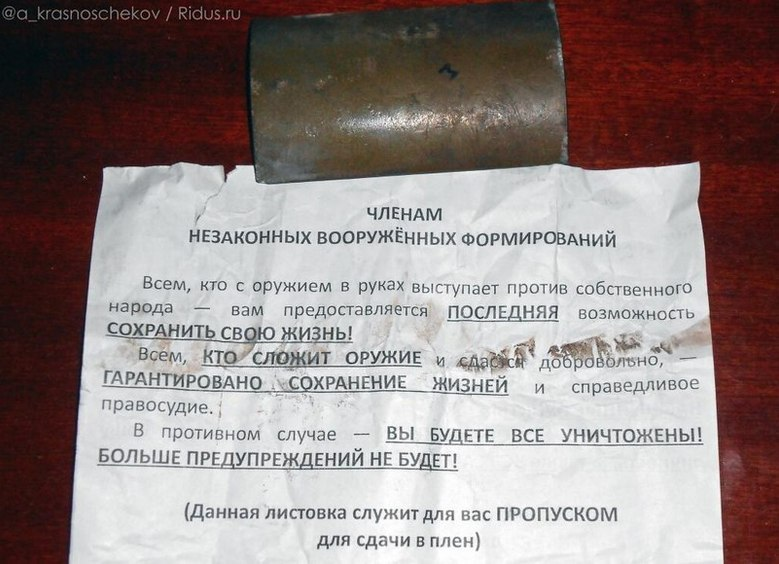 @a_krasnoschekov / Ridus.ru
ЧЛЕНАМ
НЕЗАКОННЫХ ВООРУЖЁННЫХ ФОРМИРОВАНИЙ
Всем, кто с оружием в руках выступает против собственного
народа — вам предоставляется ПОСЛЕДНЯЯ возможность
СОХРАНИТЬ СВОЮ ЖИЗНЬ!
Всем, КТО СЛОЖИТ ОРУЖИЕ и сдастся добровольно, —
ГАРАНТИРОВАНО СОХРАНЕНИЕ ЖИЗНЕЙ и справедливое
правосудие.
В противном случае — ВЫ БУДЕТЕ ВСЕ УНИЧТОЖЕНЫ!
БОЛЬШЕ ПРЕДУПРЕЖДЕНИЙ НЕ БУДЕТ!
(Данная листовка служит для вас ПРОПУСКОМ
для сдачи в плен)